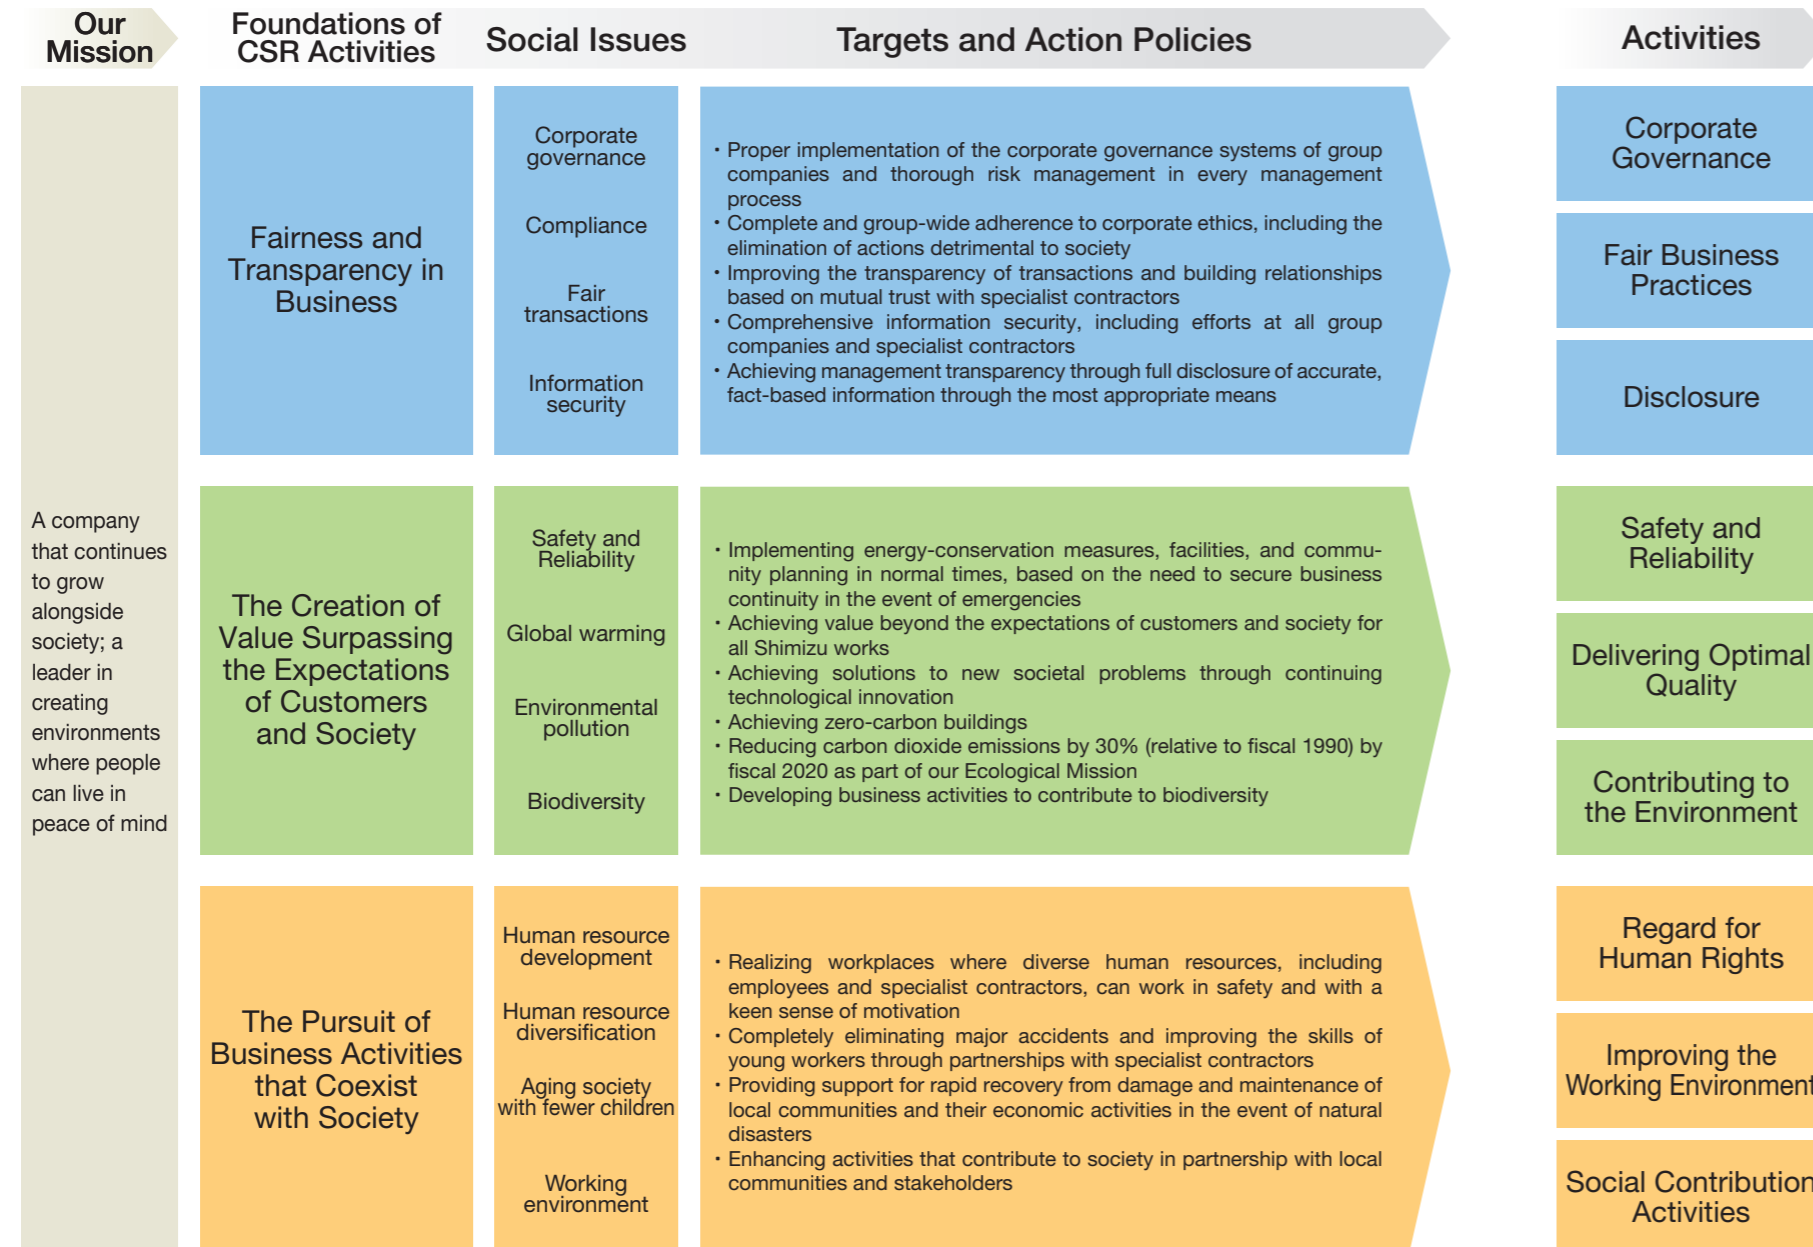 Our
Mission
Foundations of
CSR Activities
Social Issues
Targets and Action Policies
Activities
A company
that continues
to grow
alongside
society; a
leader in
creating
environments
where people
can live in
peace of mind
Fairness and
Transparency in
Business
Corporate
governance
Compliance
Fair
transactions
Information
security
・Proper implementation of the corporate governance systems of group
companies and thorough risk management in every management
process
・Complete and group-wide adherence to corporate ethics, including the
elimination of actions detrimental to society
・Improving the transparency of transactions and building relationships
based on mutual trust with specialist contractors
・Comprehensive information security, including efforts at all group
companies and specialist contractors
・Achieving management transparency through full disclosure of accurate,
fact-based information through the most appropriate means
Corporate
Governance
Fair Business
Practices
Disclosure
The Creation of
Value Surpassing
the Expectations
of Customers
and Society
Safety and
Reliability
Global warming
Environmental
pollution
Biodiversity
・Implementing energy-conservation measures, facilities, and commu-
nity planning in normal times, based on the need to secure business
continuity in the event of emergencies
・Achieving value beyond the expectations of customers and society for
all Shimizu works
・Achieving solutions to new societal problems through continuing
technological innovation
・Achieving zero-carbon buildings
・Reducing carbon dioxide emissions by 30% (relative to fiscal 1990) by
fiscal 2020 as part of our Ecological Mission
・Developing business activities to contribute to biodiversity
Safety and
Reliability
Delivering Optimal
Quality
Contributing to
the Environment
The Pursuit of
Business Activities
that Coexist
with Society
Human resource
development
Human resource
diversification
Aging society
with fewer children
Working
environment
・Realizing workplaces where diverse human resources, including
employees and specialist contractors, can work in safety and with a
keen sense of motivation
・Completely eliminating major accidents and improving the skills of
young workers through partnerships with specialist contractors
・Providing support for rapid recovery from damage and maintenance of
local communities and their economic activities in the event of natural
disasters
・Enhancing activities that contribute to society in partnership with local
communities and stakeholders
Regard for
Human Rights
Improving the
Working Environment
Social Contribution
Activities